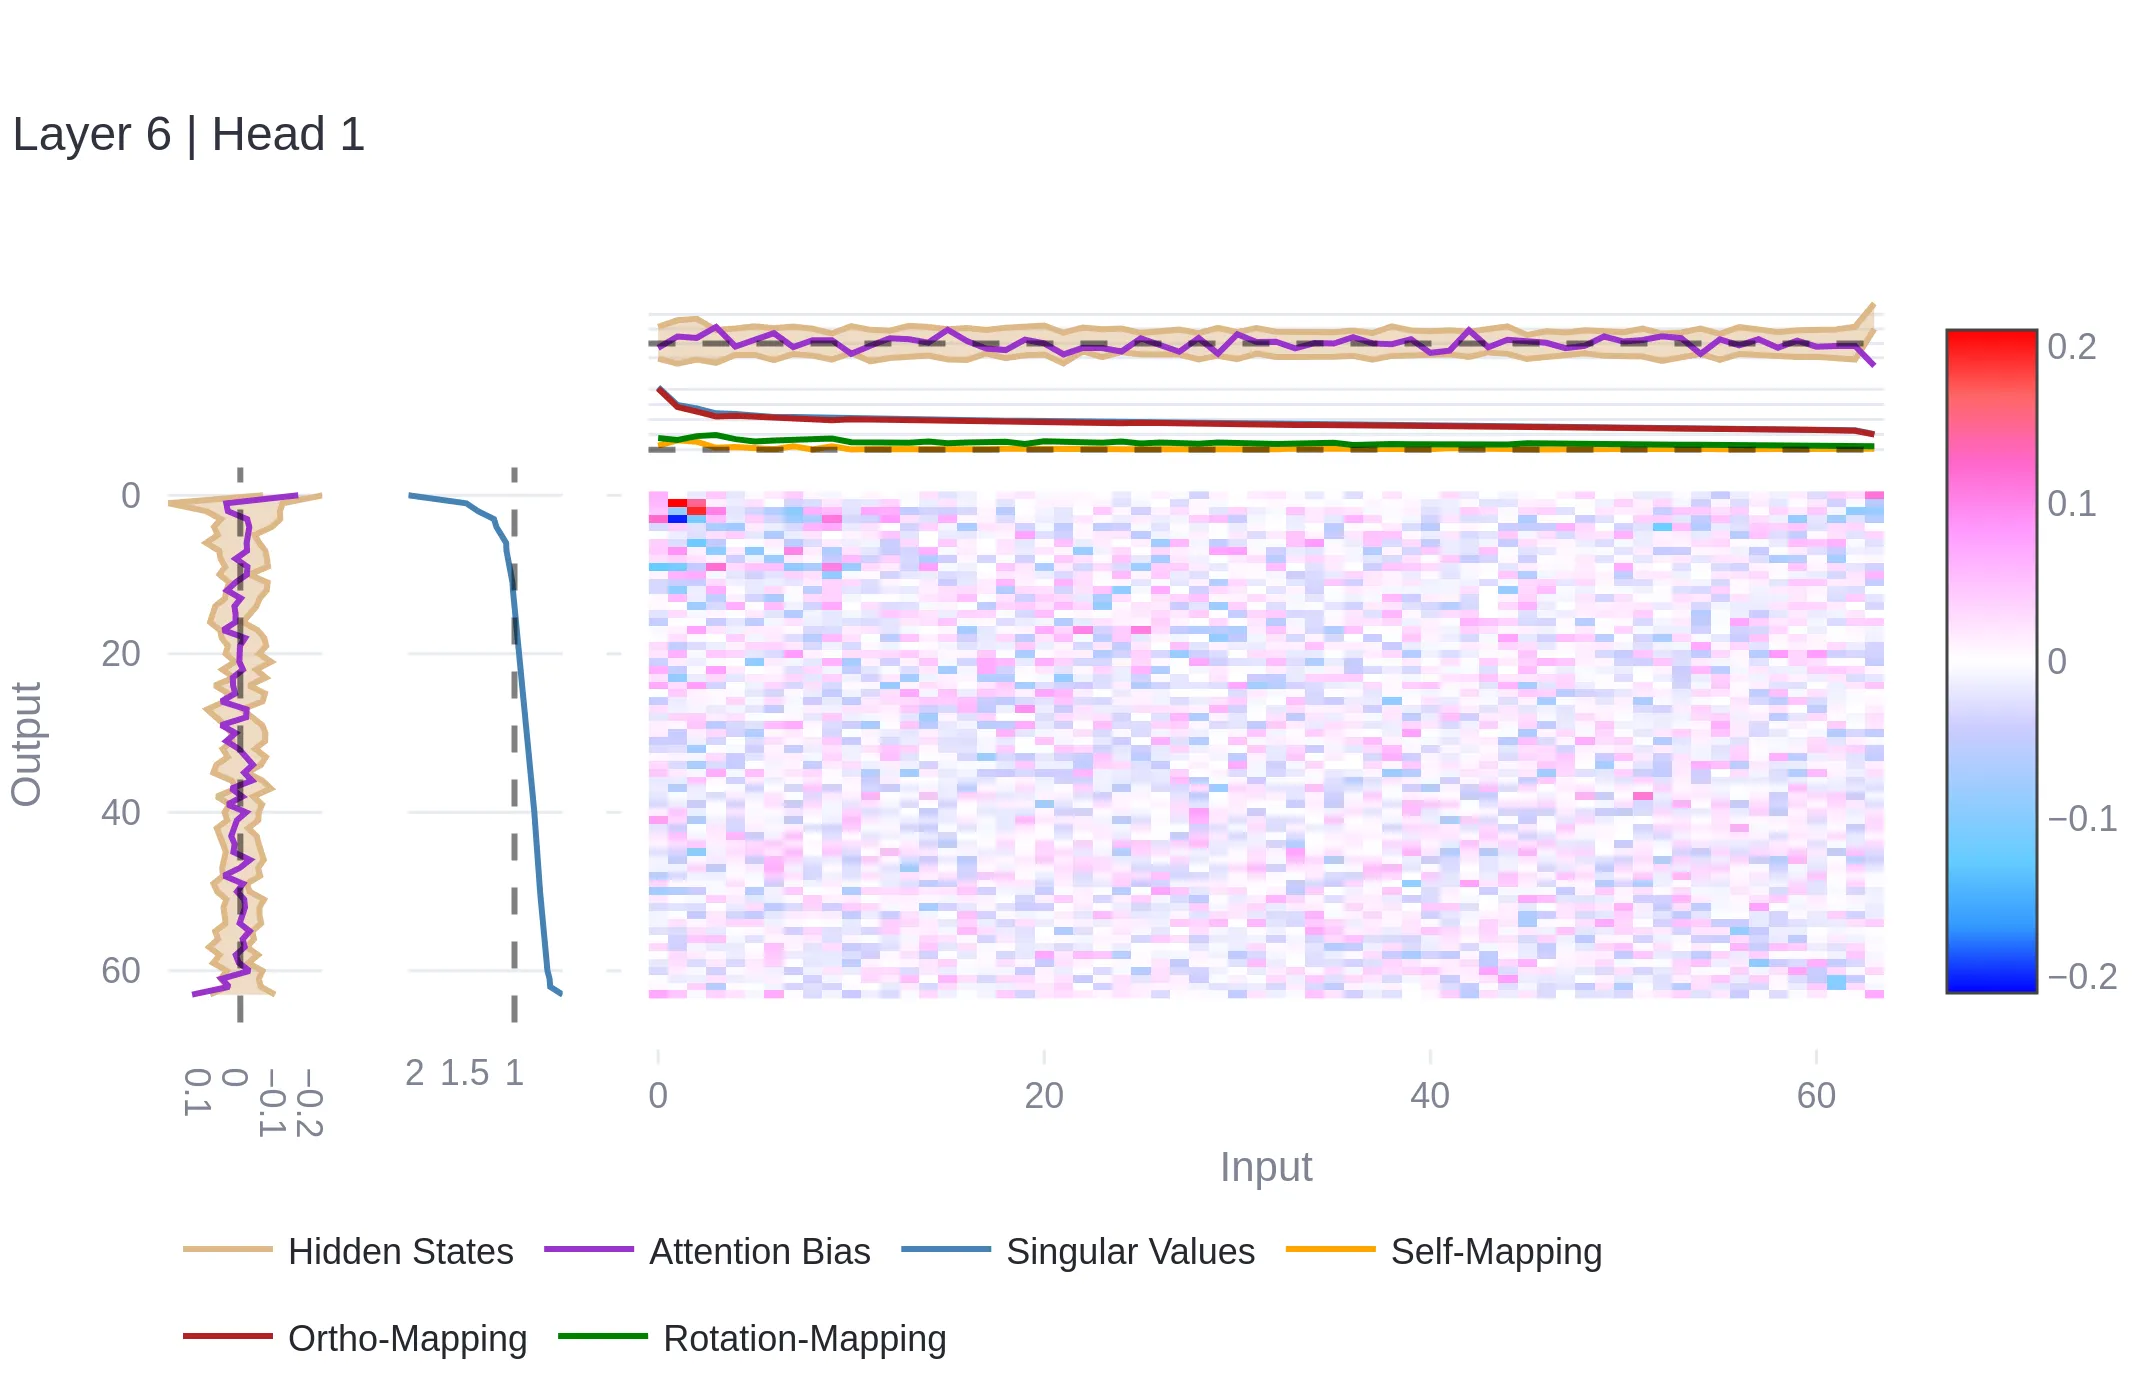 Layer 6 | Head 1
0.2
0.1
0
−0.1
−0.2
Output
0
20
40
60
0.1
0
−0.1
−0.2
2 1.5 1
0 20 40 60
Input
Hidden States Attention Bias Singular Values Self-Mapping
Ortho-Mapping Rotation-Mapping